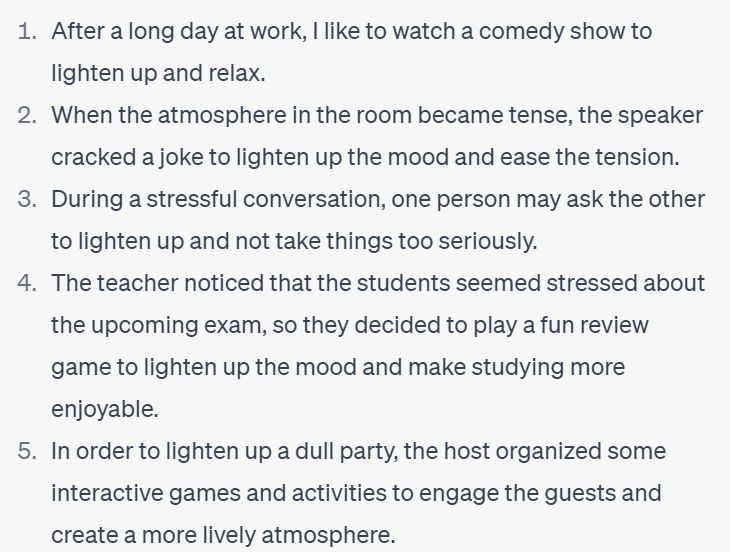 1. After a long day at work, I like to watch a comedy show to
lighten up and relax.
2. When the atmosphere in the room became tense, the speaker
cracked a joke to lighten up the mood and ease the tension.
3. During a stressful conversation, one person may ask the other
to lighten up and not take things too seriously.
4. The teacher noticed that the students seemed stressed about
the upcoming exam, so they decided to play a fun review
game to lighten up the mood and make studying more
enjoyable.
5. In order to lighten up a dull party, the host organized some
interactive games and activities to engage the guests and
create a more lively atmosphere.